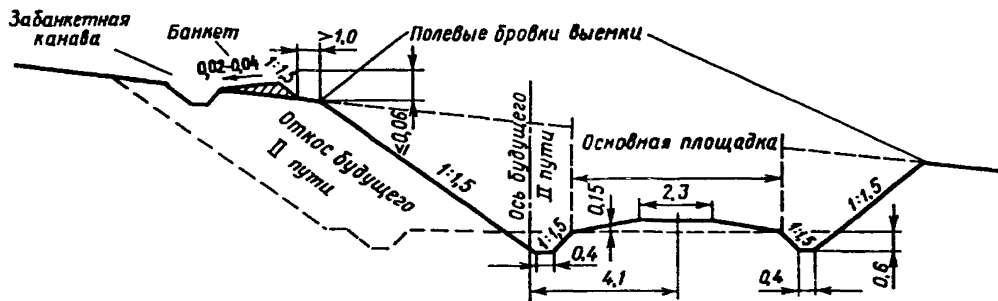 Забанкетная
канава
Банкет
0,02-0,04
1:1,5
>1,0
Полевые бровки выемки
≤0,06
Откос будущего
II пути
1:1,5
Ось будущего
II пути
Основная площадка
0,15
2,3
1:1,5
1:1,5
1:1,5
0,4
4,1
0,4
0,6